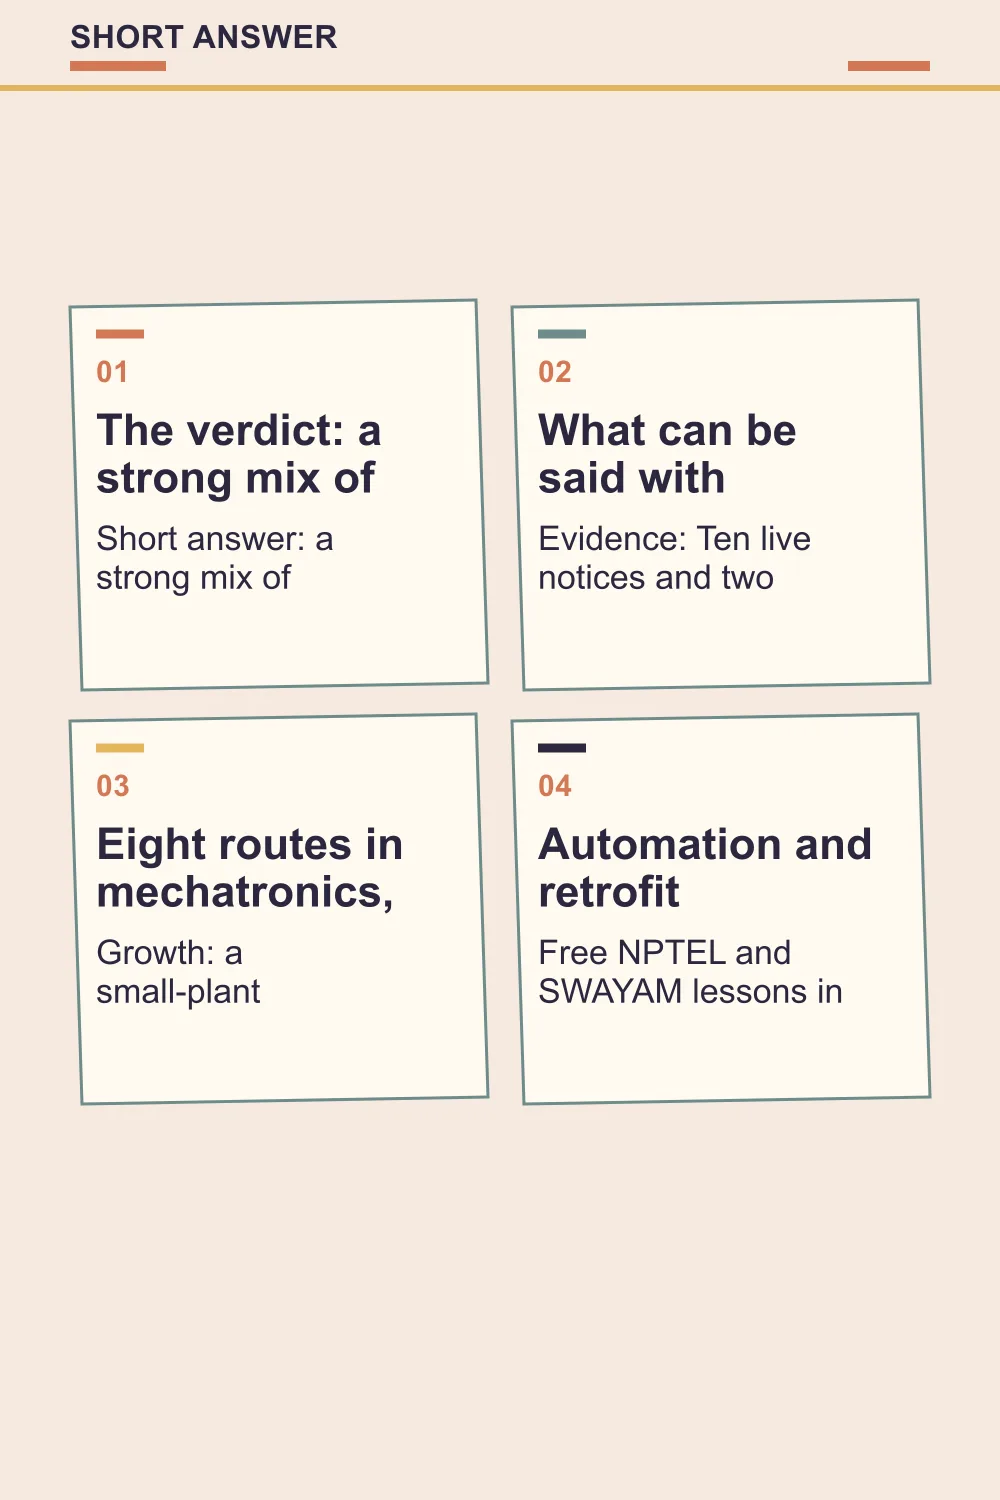 SHORT ANSWER
01
The verdict: a
strong mix of
Short answer: a
strong mix of
02
What can be
said with
Evidence: Ten live
notices and two
03
Eight routes in
mechatronics,
Growth: a
small-plant
04
Automation and
retrofit
Free NPTEL and
SWAYAM lessons in